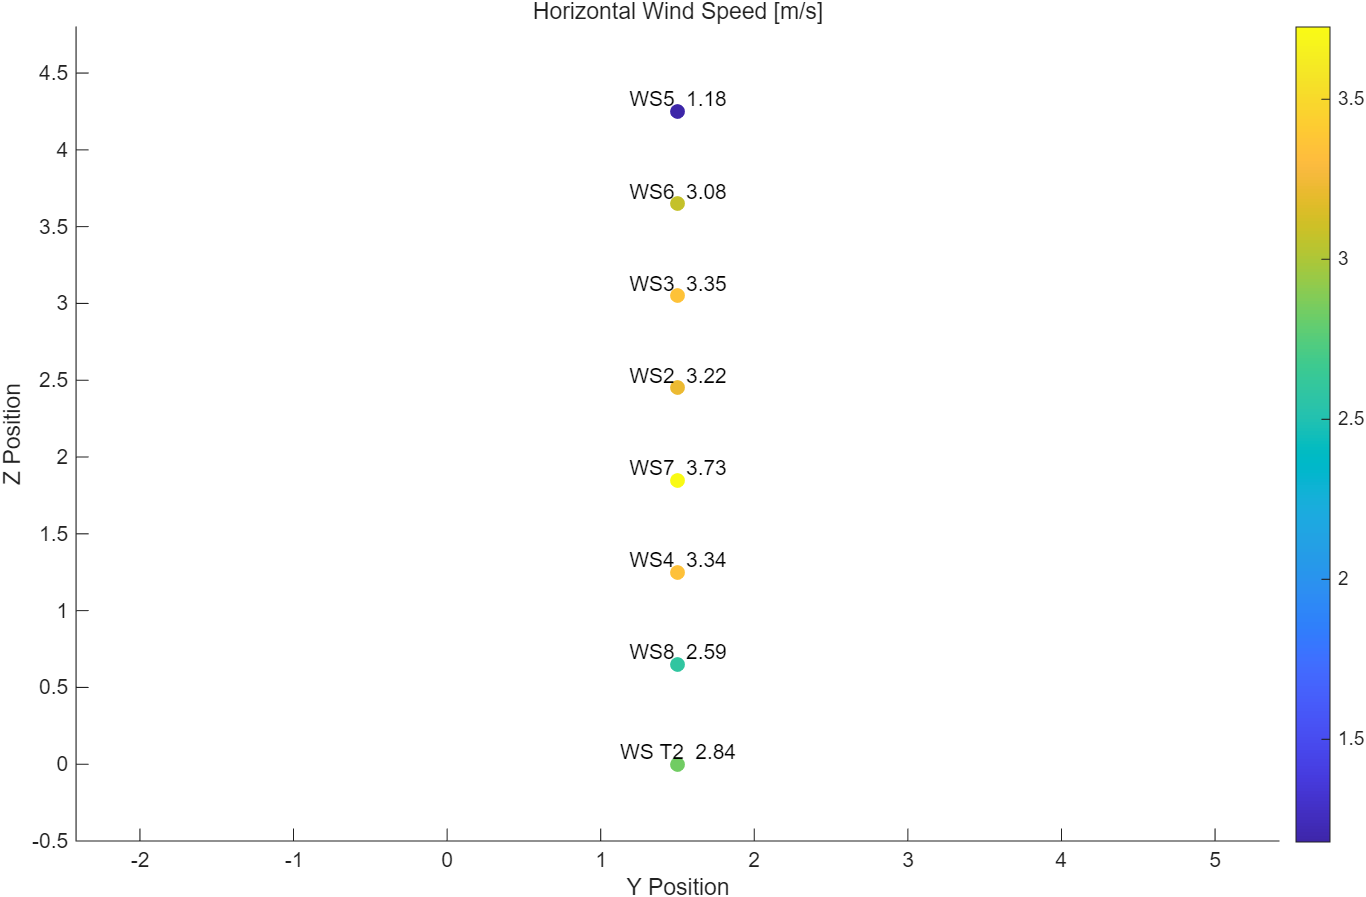 Horizontal Wind Speed [m/s]
4.5
4
3.5
3
2.5
2
1.5
1
0.5
0
-0.5
Z Position
WS5 1.18
WS6 3.08
WS3 3.35
WS2 3.22
WS7 3.73
WS4 3.34
WS8 2.59
WS T2 2.84
-2 -1 0 1 2 3 4 5
Y Position
3.5
3
2.5
2
1.5